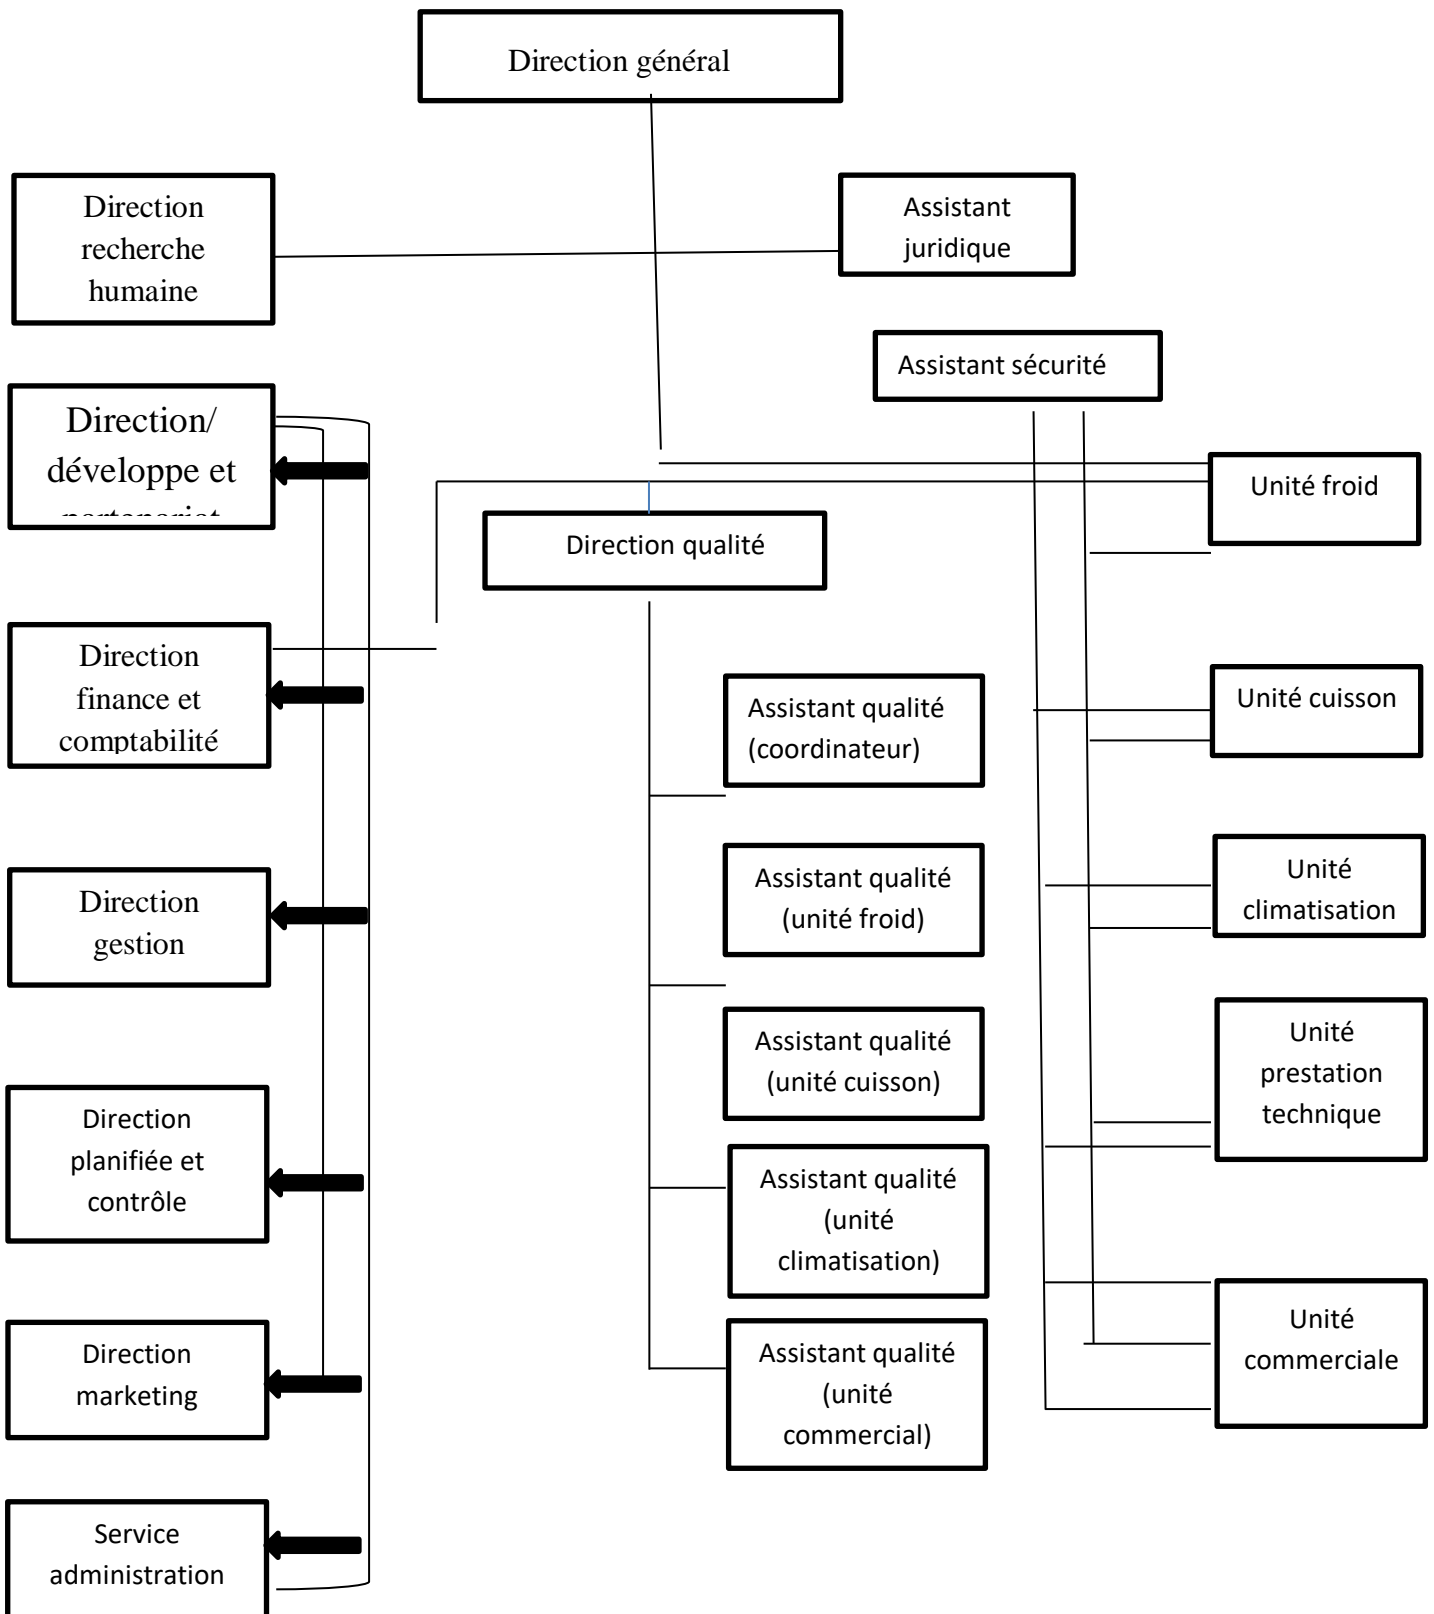 Direction général
Direction
recherche
humaine
Assistant
juridique
Assistant sécurité
Direction/
développe et
partenariat
Unité froid
Direction qualité
Direction
finance et
comptabilité
Assistant qualité
(coordinateur)
Unité cuisson
Direction
gestion
Assistant qualité
(unité froid)
Unité
climatisation
Assistant qualité
(unité cuisson)
Unité
prestation
technique
Direction
planifiée et
contrôle
Assistant qualité
(unité
climatisation)
Direction
marketing
Assistant qualité
(unité
commercial)
Unité
commerciale
Service
administration